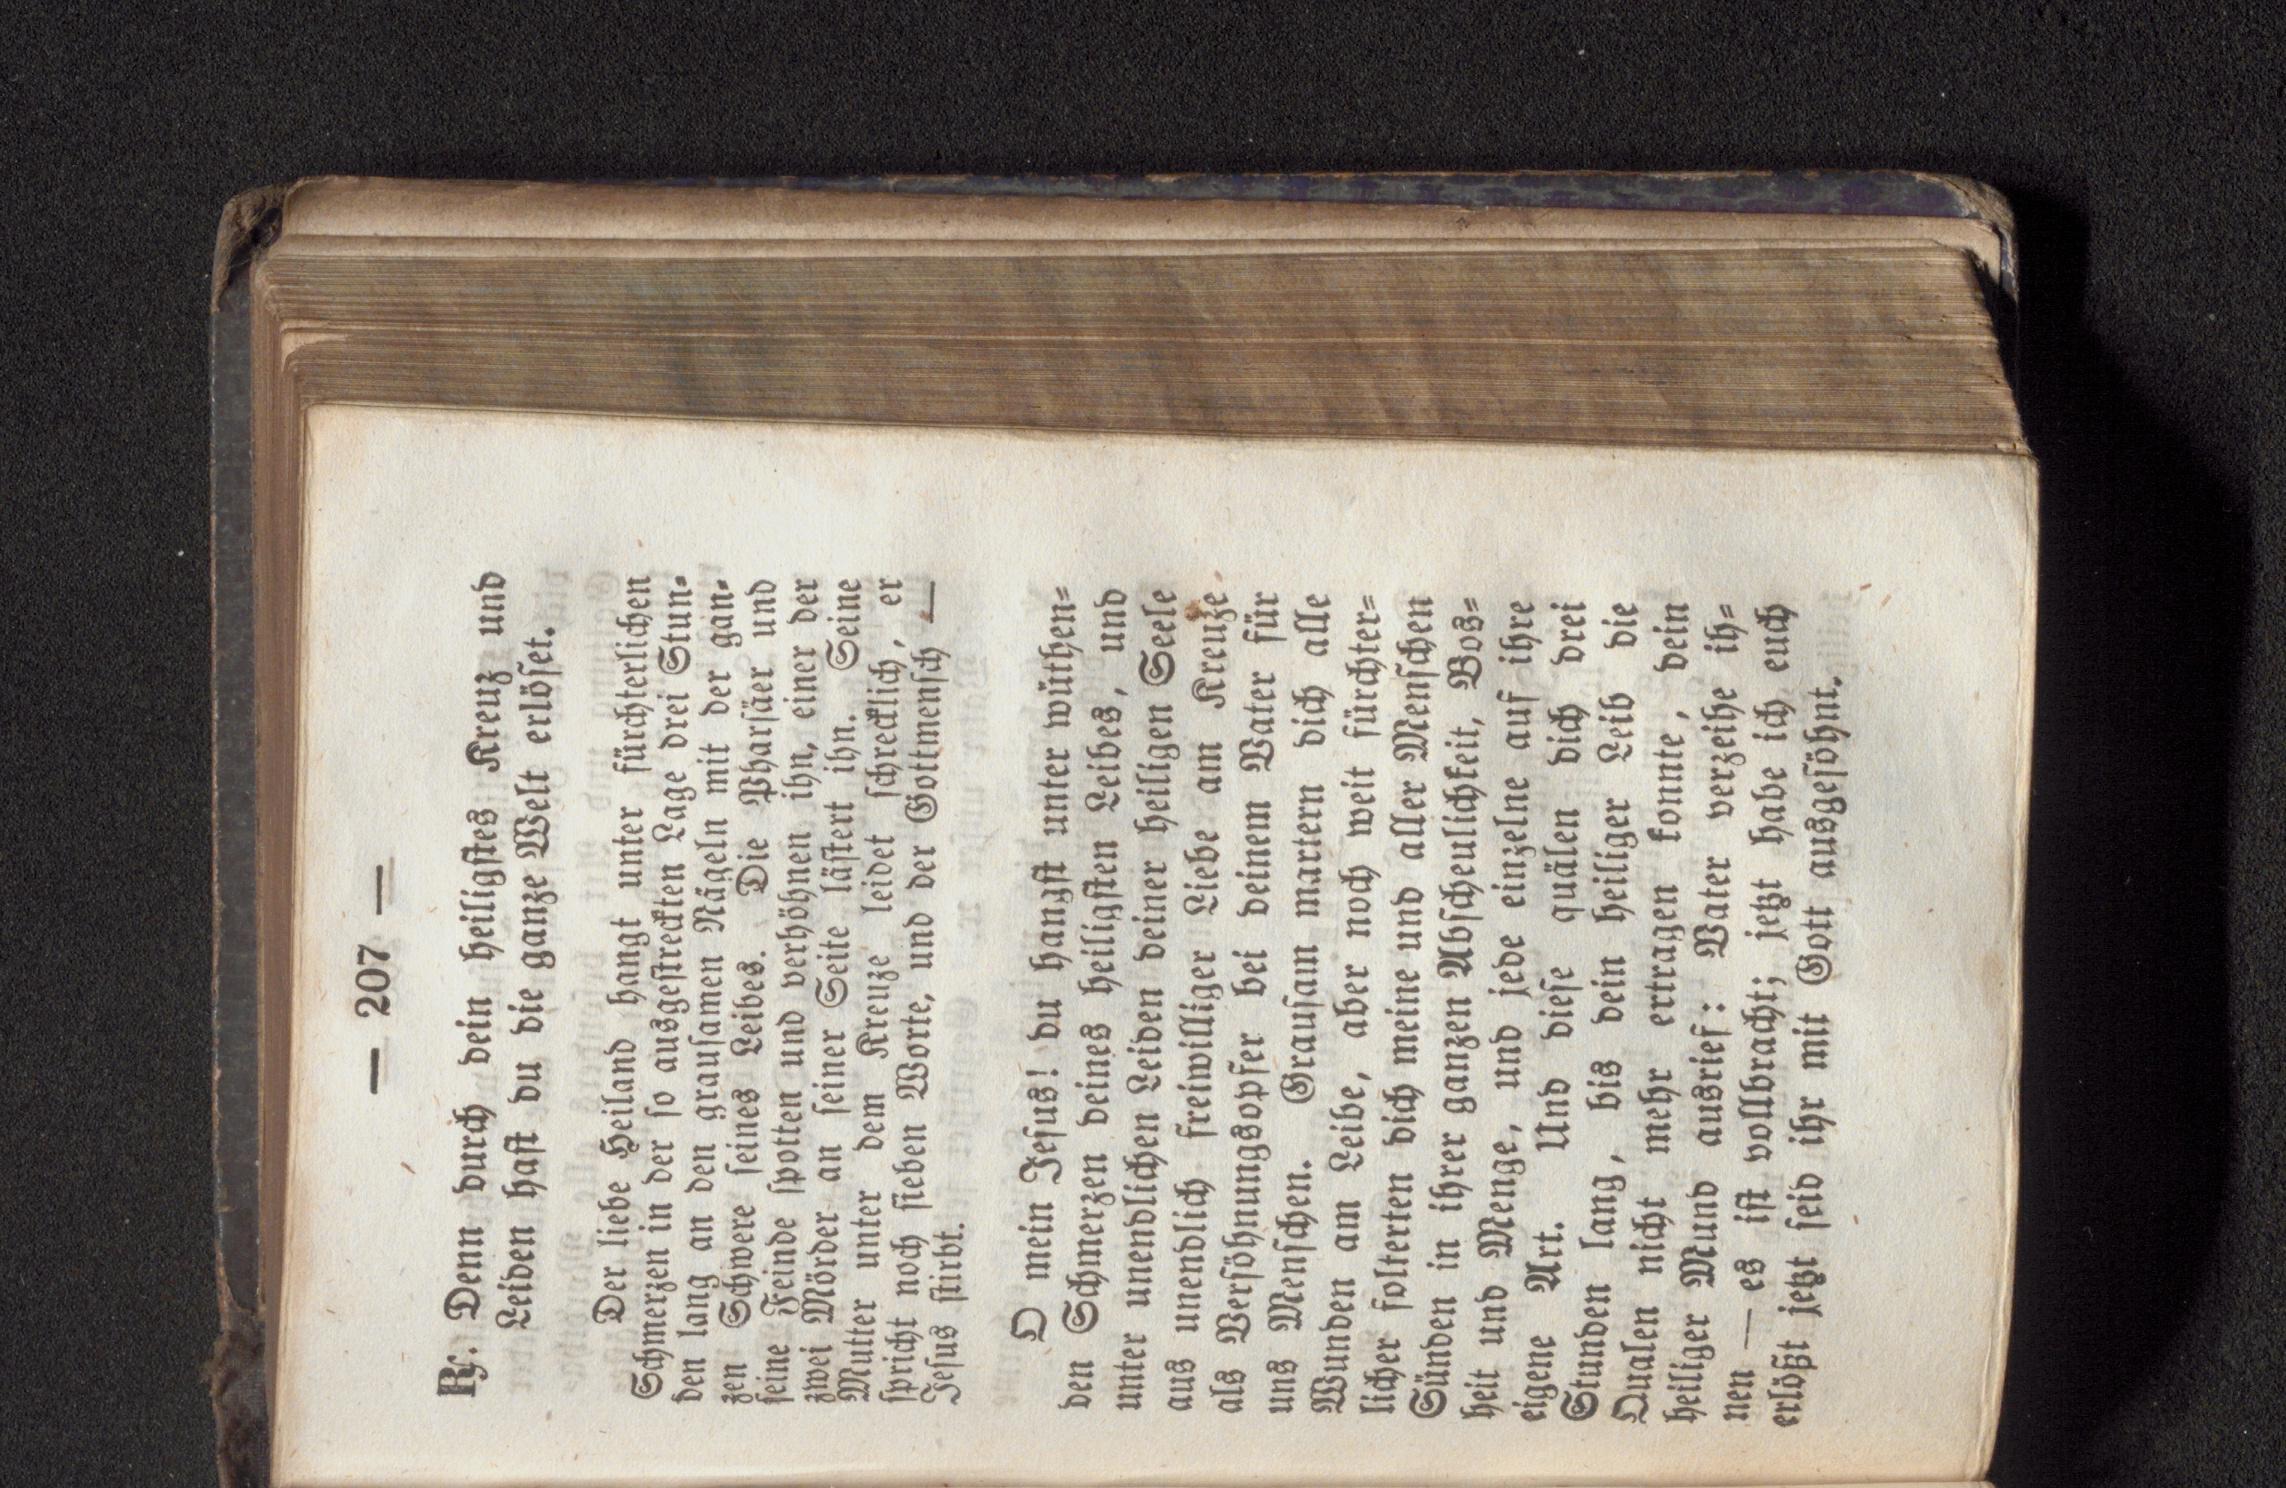 — 207 —
℟. Denn durch dein heiligstes Kreuz und
Leiden hast du die ganze Welt erlöset.
Der liebe Heiland hangt unter fürchterlichen
Schmerzen in der so ausgestreckten Lage drei Stun-
den lang an den grausamen Nägeln mit der gan-
zen Schwere seines Leibes. Die Pharsäer und
seine Feinde spotten und verhöhnen ihn, einer der
zwei Mörder an seiner Seite lästert ihn. Seine
Mutter unter dem Kreuze leidet schrecklich, er
spricht noch sieben Worte, und der Gottmensch —
Jesus stirbt.
O mein Jesus! du hangst unter wüthen-
den Schmerzen deines heiligsten Leibes, und
unter unendlichen Leiden deiner heiligen Seele
aus unendlich freiwilliger Liebe am Kreuze
als Versöhnungsopfer bei deinem Vater für
uns Menschen. Grausam martern dich alle
Wunden am Leibe, aber noch weit fürchter-
licher folterten dich meine und aller Menschen
Sünden in ihrer ganzen Abscheulichkeit, Bos-
heit und Menge, und jede einzelne auf ihre
eigene Art. Und diese quälen dich drei
Stunden lang, bis dein heiliger Leib die
Qualen nicht mehr ertragen konnte, dein
heiliger Mund ausrief: Vater verzeihe ih-
nen — es ist vollbracht; jetzt habe ich euch
erlößt jetzt seid ihr mit Gott ausgesöhnt.